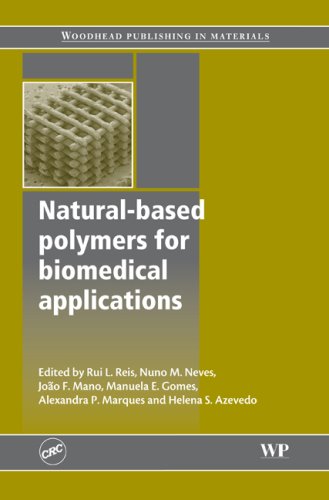 WOODHEAD PUBLISHING IN MATERIALS
Natural-based
polymers for
biomedical
applications
Edited by Rui L. Reis, Nuno M. Neves,
João F. Mano, Manuela E. Gomes,
Alexandra P. Marques and Helena S. Azevedo
CRC
WP